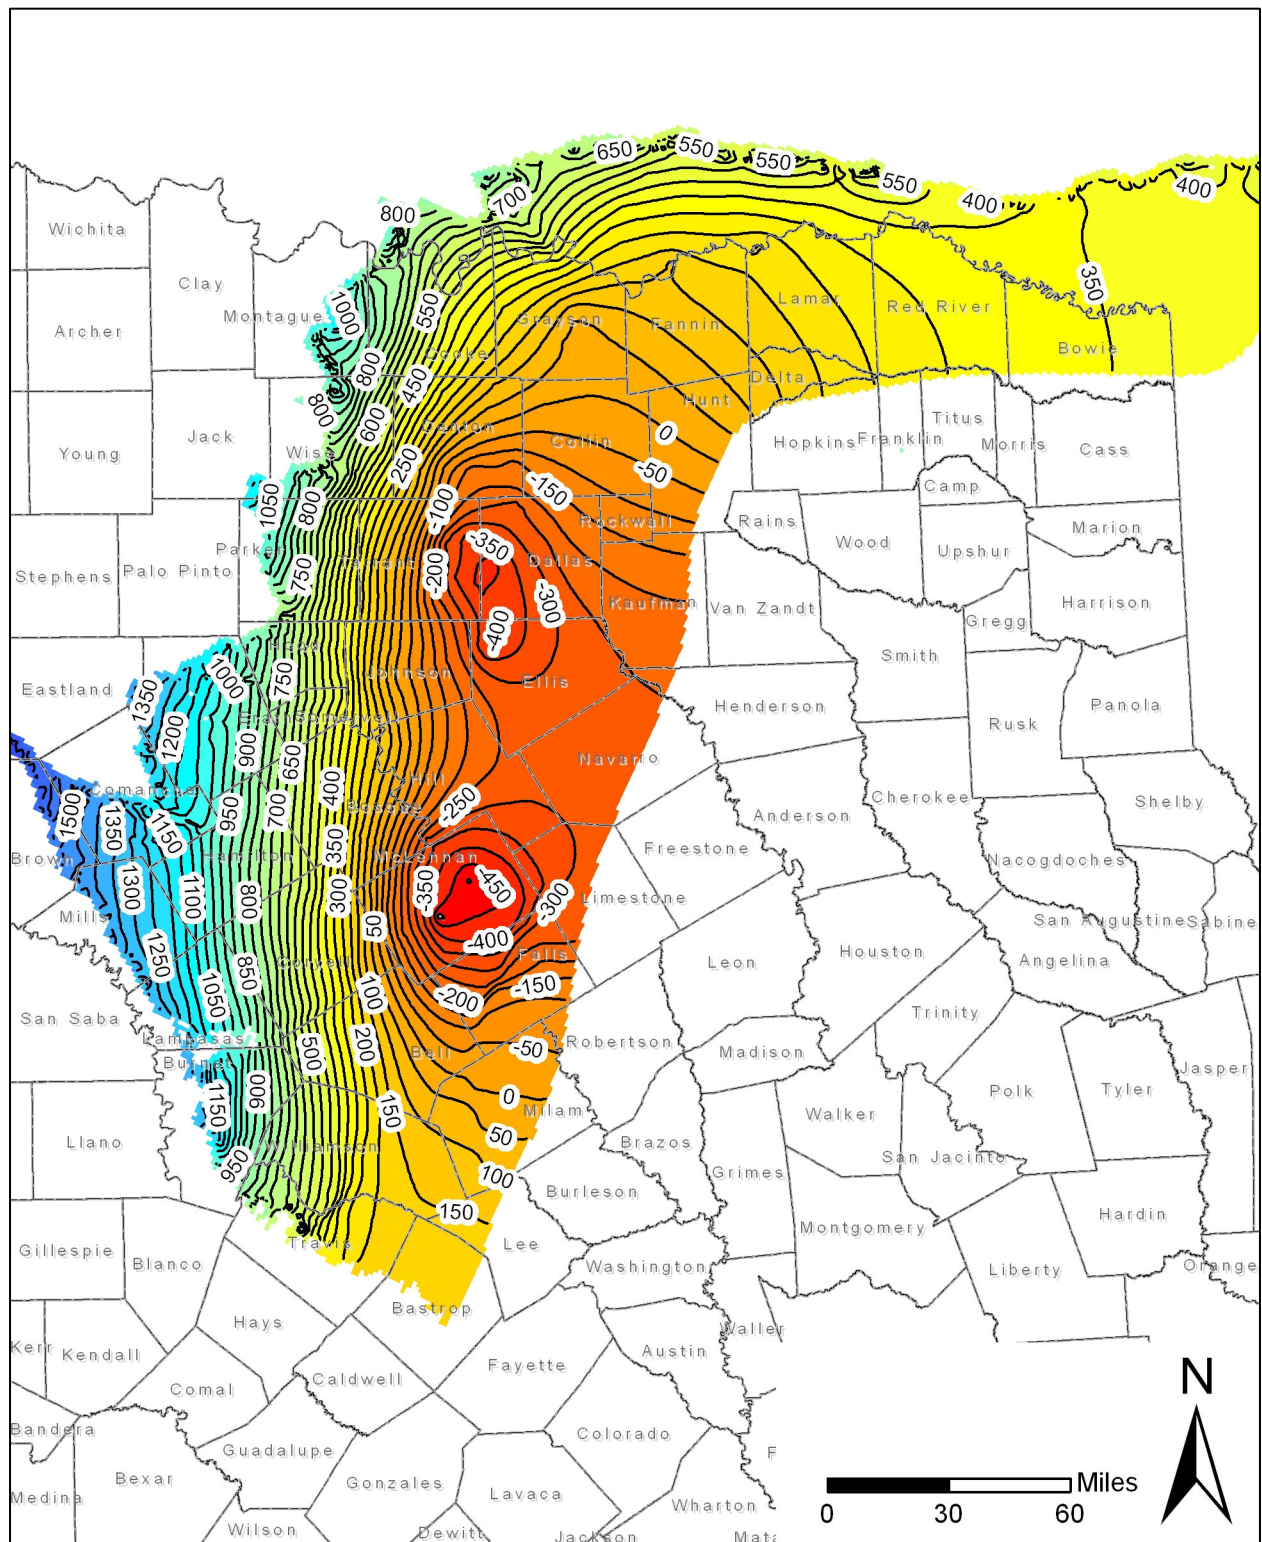 650
550
550
550
400
400
Wichita
700
800
Clay
350
Montague
1000
550
Grayson
Fannin
Lamar
Red River
Archer
Cooke
Bowie
800
450
Delta
800
600
Denton
Hunt
0
Titus
Jack
Collin
Hopkins
Franklin
Morris
Cass
Young
Wise
250
-50
-150
Camp
1050
800
-100
Rockwall
Rains
Marion
Wood
Upshur
Parker
-350
Stephens
Palo Pinto
750
Tarrant
-200
Dallas
-300
Kaufman
Van Zandt
Harrison
Gregg
-400
Head
Smith
1000
750
Johnson
Ellis
Eastland
1350
Henderson
Rusk
Panola
Erath
Somervell
1200
900
650
Navarro
400
Hill
Comanche
Bosque
-250
Cherokee
Shelby
1500
1350
1150
950
700
Anderson
Brown
Hamilton
350
McLennan
Freestone
Nacogdoches
1300
1100
800
300
-350
-450
-300
Limestone
Mills
50
San Augustine
Sabine
1250
-400
Falls
Houston
Coryell
850
Leon
Angelina
1050
100
-200
-150
San Saba
Trinity
Lampasas
500
200
Bell
-50
Robertson
Madison
Burnet
Jasper
1150
900
0
Milam
Polk
Tyler
150
Walker
Llano
Williamson
50
Brazos
San Jacinto
950
100
Grimes
Burleson
150
Hardin
Montgomery
Gillespie
Travis
Lee
Blanco
Washington
Liberty
Orange
Bastrop
Hays
Waller
Kerr
Kendall
Austin
Fayette
Comal
Caldwell
N
Bandera
Colorado
Guadalupe
F
Bexar
Gonzales
Miles
Medina
Lavaca
Wharton
0
30
60
Wilson
Dewitt
Jackson
Mata